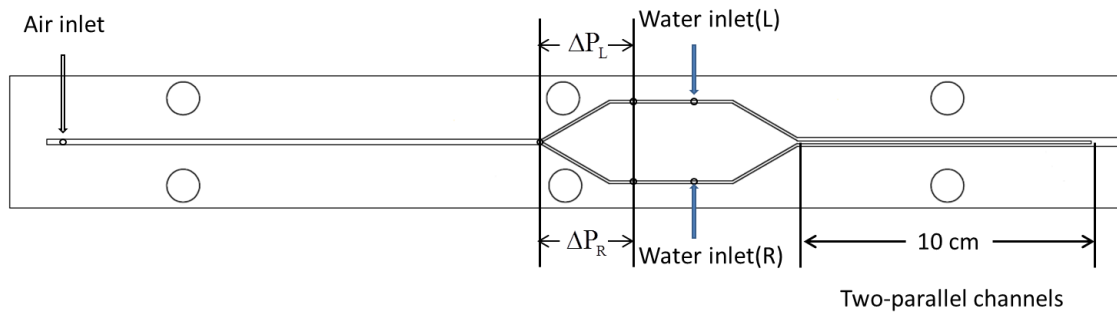 Air inlet
Water inlet(L)
ΔP_L
ΔP_R
Water inlet(R)
10 cm
Two-parallel channels